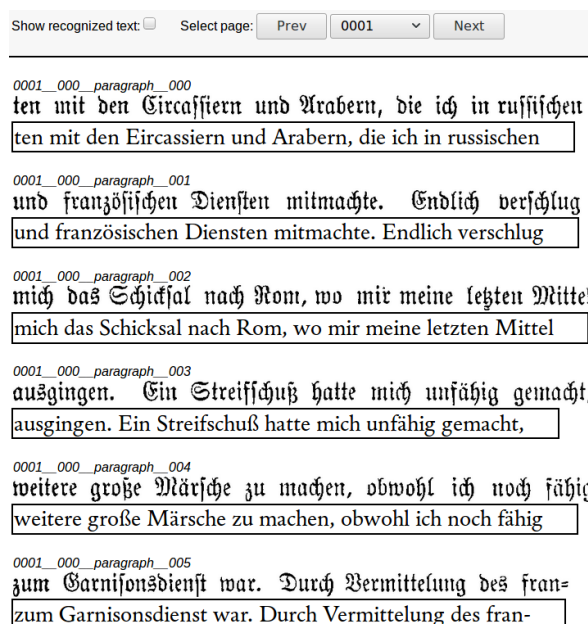 Show recognized text: Select page: Prev 0001 Next
0001__000__paragraph__000
ten mit den Circassiern und Arabern, die ich in russischen
ten mit den Eircassiern und Arabern, die ich in russischen
0001__000__paragraph__001
und französischen Diensten mitmachte. Endlich verschlug
und französischen Diensten mitmachte. Endlich verschlug
0001__000__paragraph__002
mich das Schicksal nach Rom, wo mir meine letzten Mittel
mich das Schicksal nach Rom, wo mir meine letzten Mittel
0001__000__paragraph__003
ausgingen. Ein Streifschuß hatte mich unfähig gemacht,
ausgingen. Ein Streifschuß hatte mich unfähig gemacht,
0001__000__paragraph__004
weitere große Märsche zu machen, obwohl ich noch fähig
weitere große Märsche zu machen, obwohl ich noch fähig
0001__000__paragraph__005
zum Garnisonsdienst war. Durch Vermittelung des fran-
zum Garnisonsdienst war. Durch Vermittelung des fran-